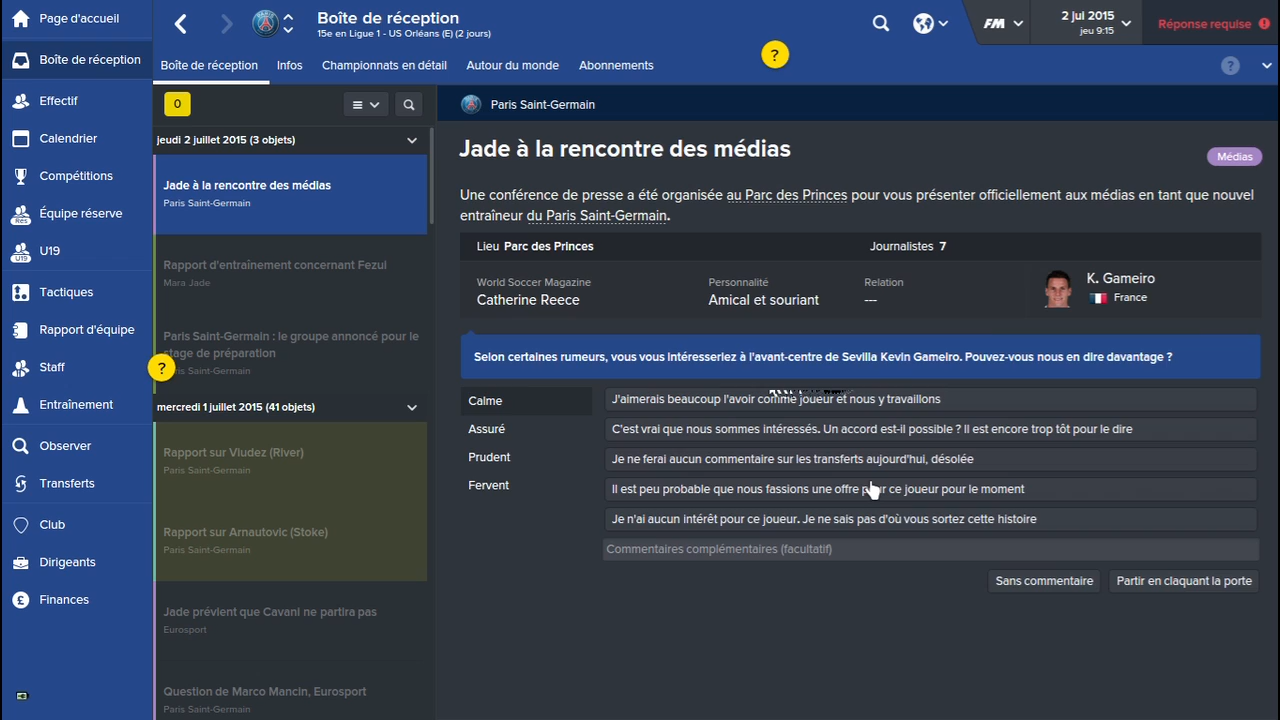 Page d'accueil
Boîte de réception
Effectif
Calendrier
Compétitions
Rés
Équipe réserve
U19
U19
Tactiques
Rapport d'équipe
Staff
Entraînement
Observer
Transferts
Club
Dirigeants
£
Finances
Boîte de réception
15e en Ligue 1 - US Orléans (E) (2 jours)
?
FM
2 jul 2015
jeu 9:15
Réponse requise !
Boîte de réception
Infos
Championnats en détail
Autour du monde
Abonnements
?
0
jeudi 2 juillet 2015 (3 objets)
Jade à la rencontre des médias
Paris Saint-Germain
Rapport d'entraînement concernant Fezul
Mara Jade
Paris Saint-Germain : le groupe annoncé pour le
stage de préparation
Saint-Germain
?
mercredi 1 juillet 2015 (41 objets)
Rapport sur Vludez (River)
Paris Saint-Germain
Rapport sur Arnautovic (Stoke)
Paris Saint-Germain
Jade prévient que Cavani ne partira pas
Eurosport
Question de Marco Mancin, Eurosport
Paris Saint-Germain
Paris Saint-Germain
Jade à la rencontre des médias
Médias
Une conférence de presse a été organisée au Parc des Princes pour vous présenter officiellement aux médias en tant que nouvel
entraîneur du Paris Saint-Germain.
Lieu Parc des Princes
Journalistes 7
World Soccer Magazine
Catherine Reece
Personnalité
Amical et souriant
Relation
---
K. Gameiro
France
Selon certaines rumeurs, vous vous intéresseriez à l'avant-centre de Sevilla Kevin Gameiro. Pouvez-vous nous en dire davantage ?
Calme
Assuré
Prudent
Fervent
J'aimerais beaucoup l'avoir comme joueur et nous y travaillons
C'est vrai que nous sommes intéressés. Un accord est-il possible ? Il est encore trop tôt pour le dire
Je ne ferai aucun commentaire sur les transferts aujourd'hui, désolée
Il est peu probable que nous fassions une offre pour ce joueur pour le moment
Je n'ai aucun intérêt pour ce joueur. Je ne sais pas d'où vous sortez cette histoire
Commentaires complémentaires (facultatif)
Sans commentaire
Partir en claquant la porte